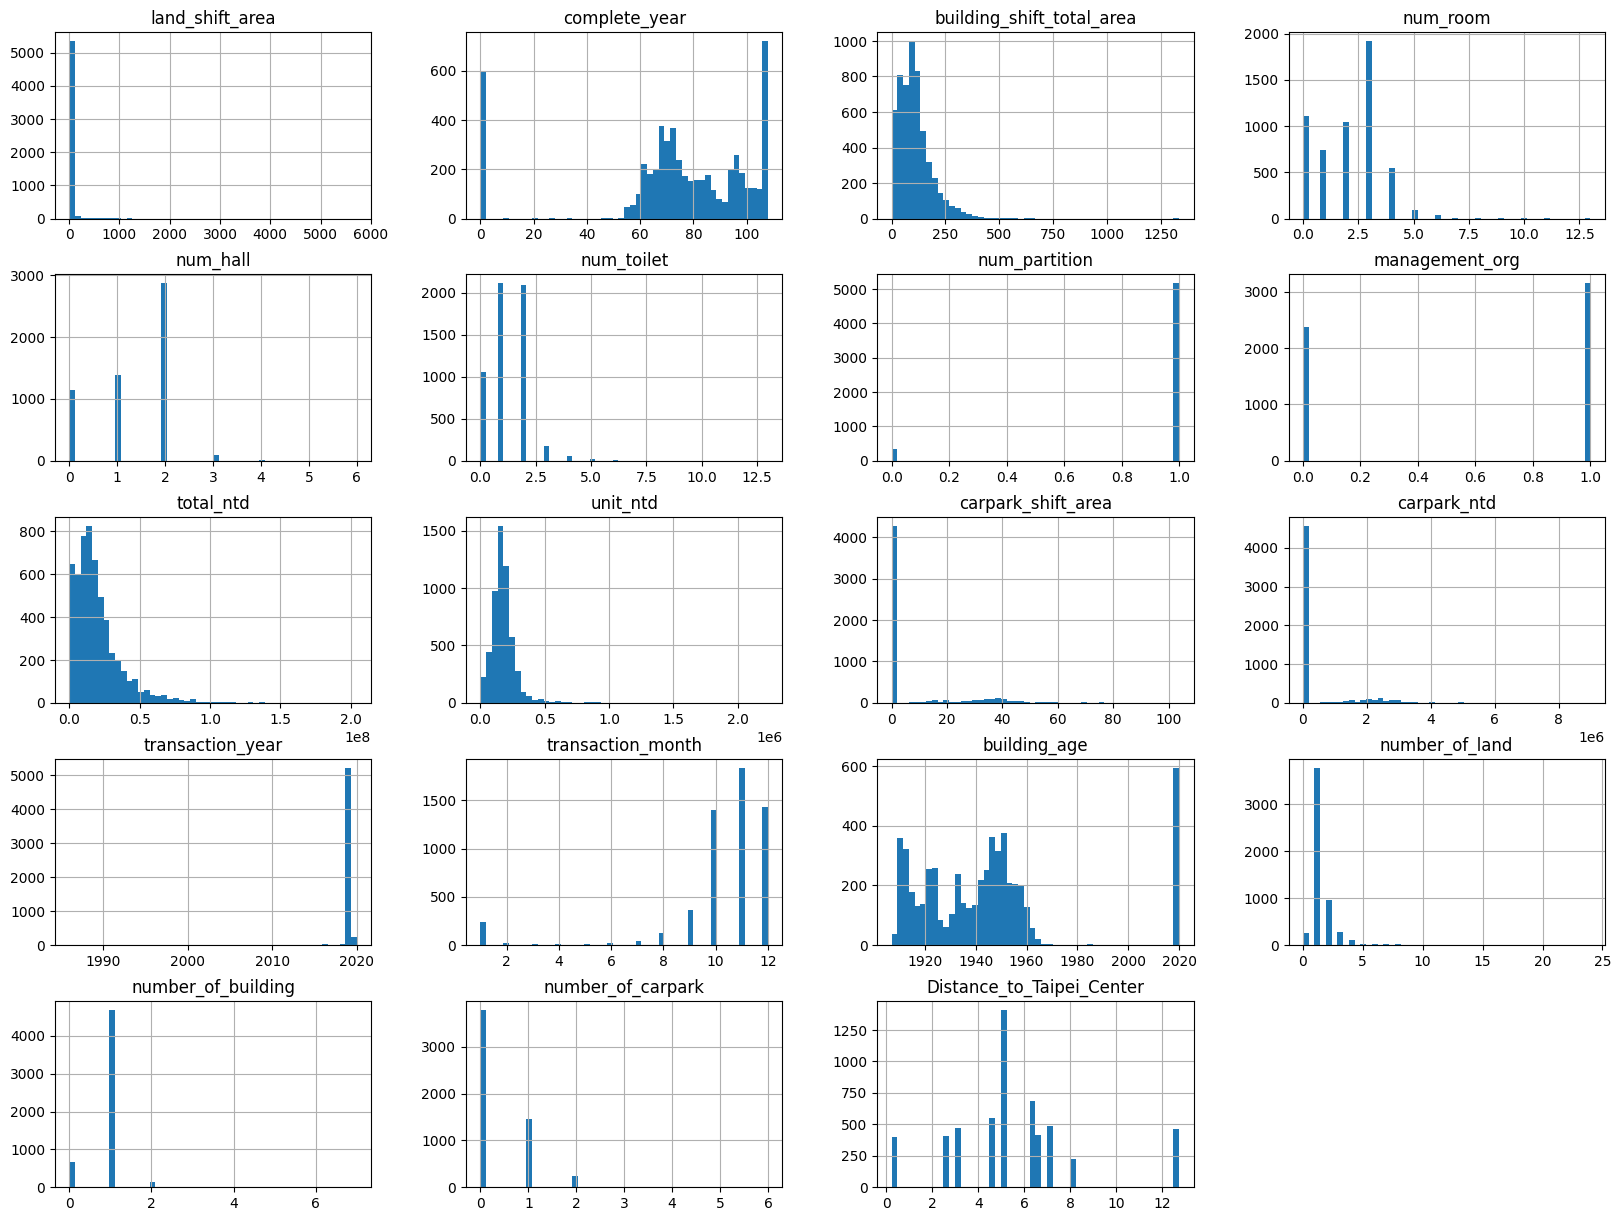 land_shift_area complete_year building_shift_total_area num_room
5000 4000 3000 2000 1000 0
0 1000 2000 3000 4000 5000 6000
600 400 200 0
0 20 40 60 80 100
1000 800 600 400 200 0
0 250 500 750 1000 1250
2000 1500 1000 500 0
0.0 2.5 5.0 7.5 10.0 12.5
num_hall num_toilet num_partition management_org
3000 2000 1000 0
0 1 2 3 4 5 6
2000 1500 1000 500 0
0.0 2.5 5.0 7.5 10.0 12.5
5000 4000 3000 2000 1000 0
0.0 0.2 0.4 0.6 0.8 1.0
3000 2000 1000 0
0.0 0.2 0.4 0.6 0.8 1.0
total_ntd unit_ntd carpark_shift_area carpark_ntd
800 600 400 200 0
0.0 0.5 1.0 1.5 2.0
1e8
1500 1000 500 0
0.0 0.5 1.0 1.5 2.0
1e6
4000 3000 2000 1000 0
0 20 40 60 80 100
4000 3000 2000 1000 0
0 2 4 6 8
1e6
transaction_year transaction_month building_age number_of_land
5000 4000 3000 2000 1000 0
1990 2000 2010 2020
1500 1000 500 0
2 4 6 8 10 12
600 400 200 0
1920 1940 1960 1980 2000 2020
3000 2000 1000 0
0 5 10 15 20 25
number_of_building number_of_carpark Distance_to_Taipei_Center
4000 3000 2000 1000 0
0 2 4 6
3000 2000 1000 0
0 1 2 3 4 5 6
1250 1000 750 500 250 0
0 2 4 6 8 10 12